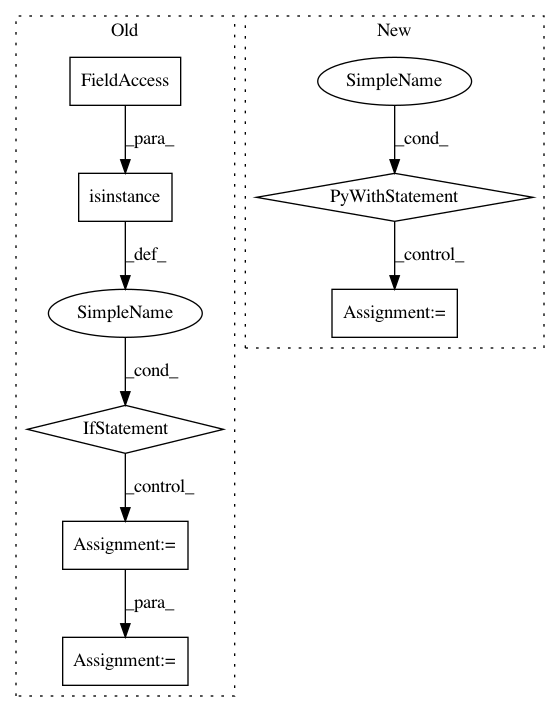 Old
FieldAccess
_para_
isinstance
_def_
SimpleName
_cond_
IfStatement
_control_
Assignment:=
_para_
Assignment:=
New
SimpleName
_cond_
PyWithStatement
_control_
Assignment:=